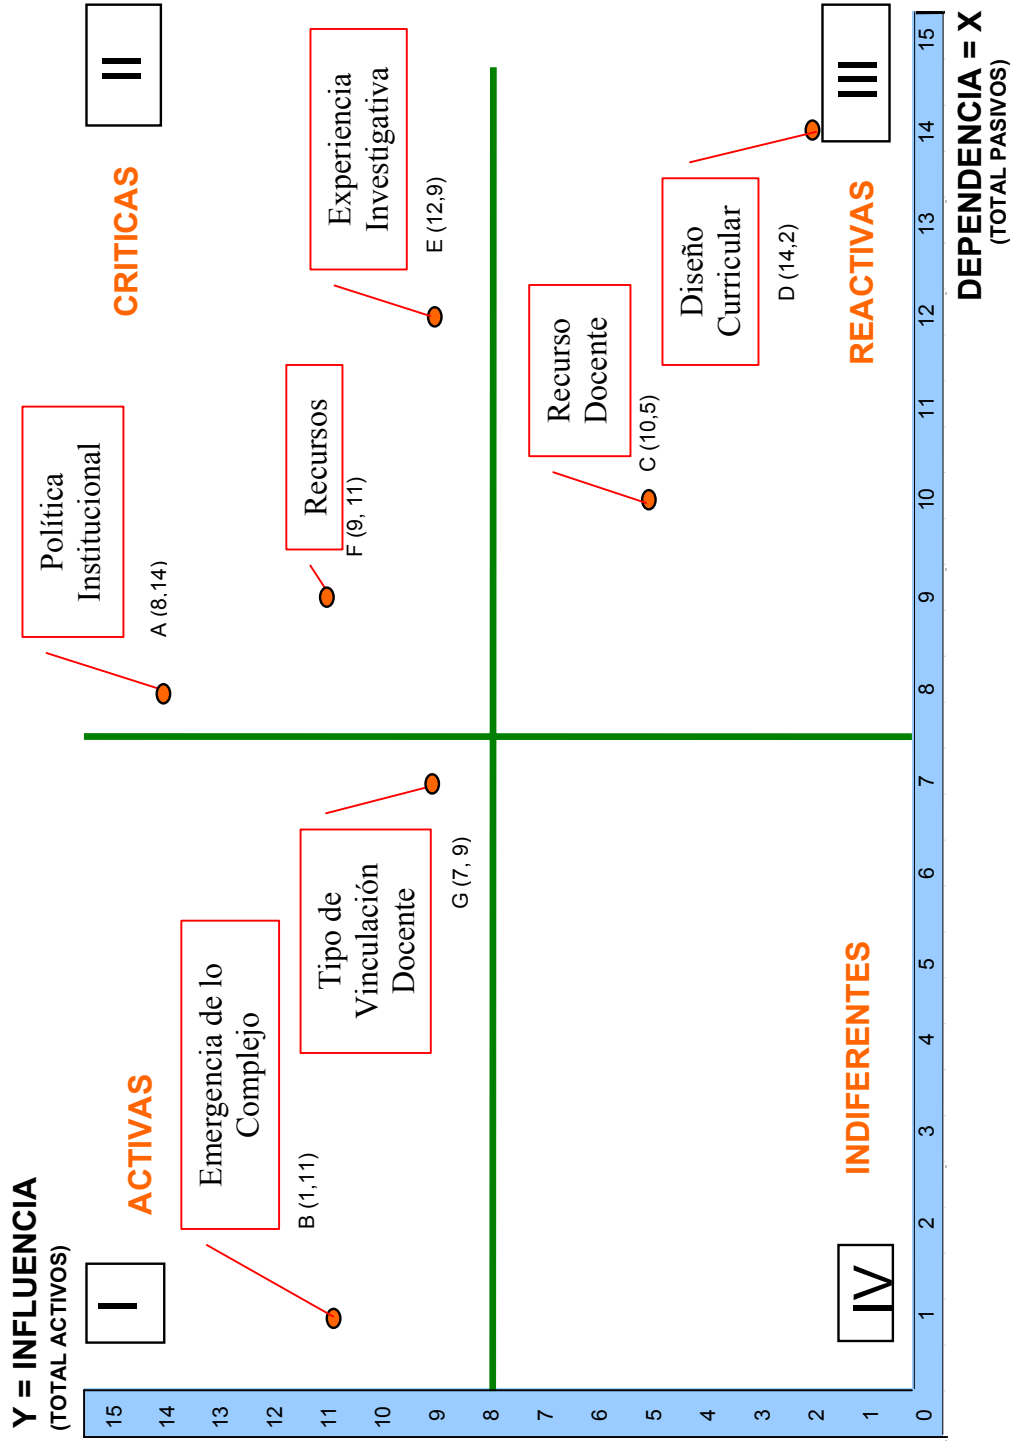 Y = INFLUENCIA
(TOTAL ACTIVOS)
I
II
ACTIVAS
CRITICAS
Política
Institucional
A (8,14)
Emergencia de lo
Complejo
B (1,11)
Recursos
F (9, 11)
Experiencia
Investigativa
E (12,9)
Tipo de
Vinculación
Docente
G (7, 9)
Recurso
Docente
C (10,5)
Diseño
Curricular
D (14,2)
INDIFERENTES
REACTIVAS
IV
III
15
14
13
12
11
10
9
8
7
6
5
4
3
2
1
0
1
2
3
4
5
6
7
8
9
10
11
12
13
14
15
DEPENDENCIA = X
(TOTAL PASIVOS)